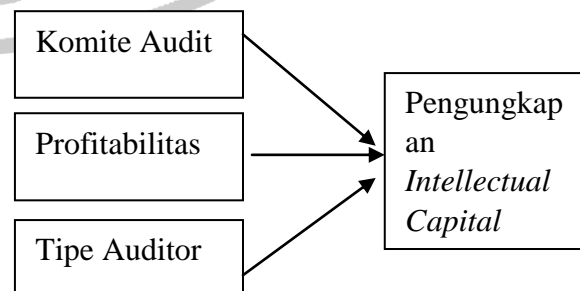 Komite Audit
Profitabilitas
Tipe Auditor
Pengungkap
an
Intellectual
Capital